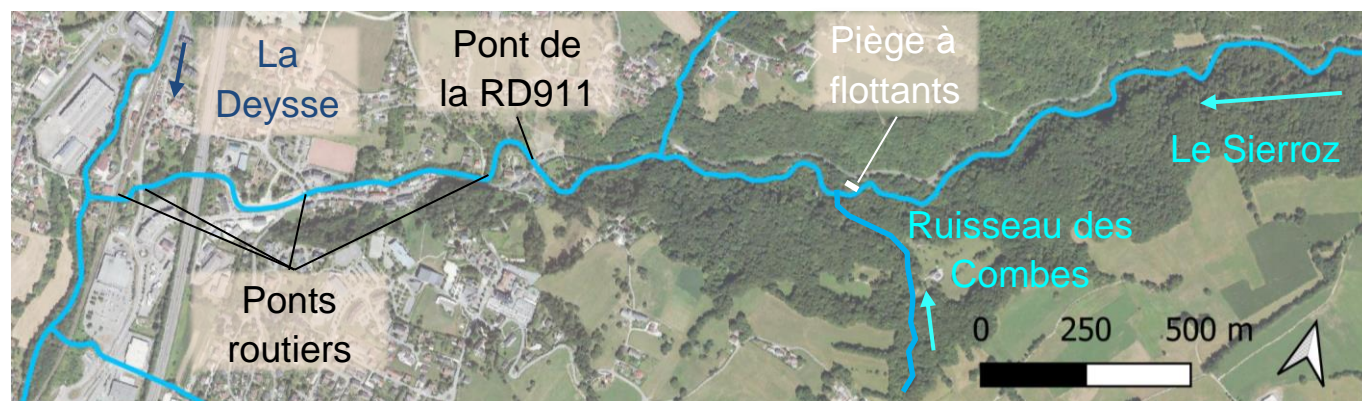 La
Deysse
Pont de
la RD911
Piège à
flottants
Le Sierroz
Ruisseau des
Combes
Ponts
routiers
0 250 500 m